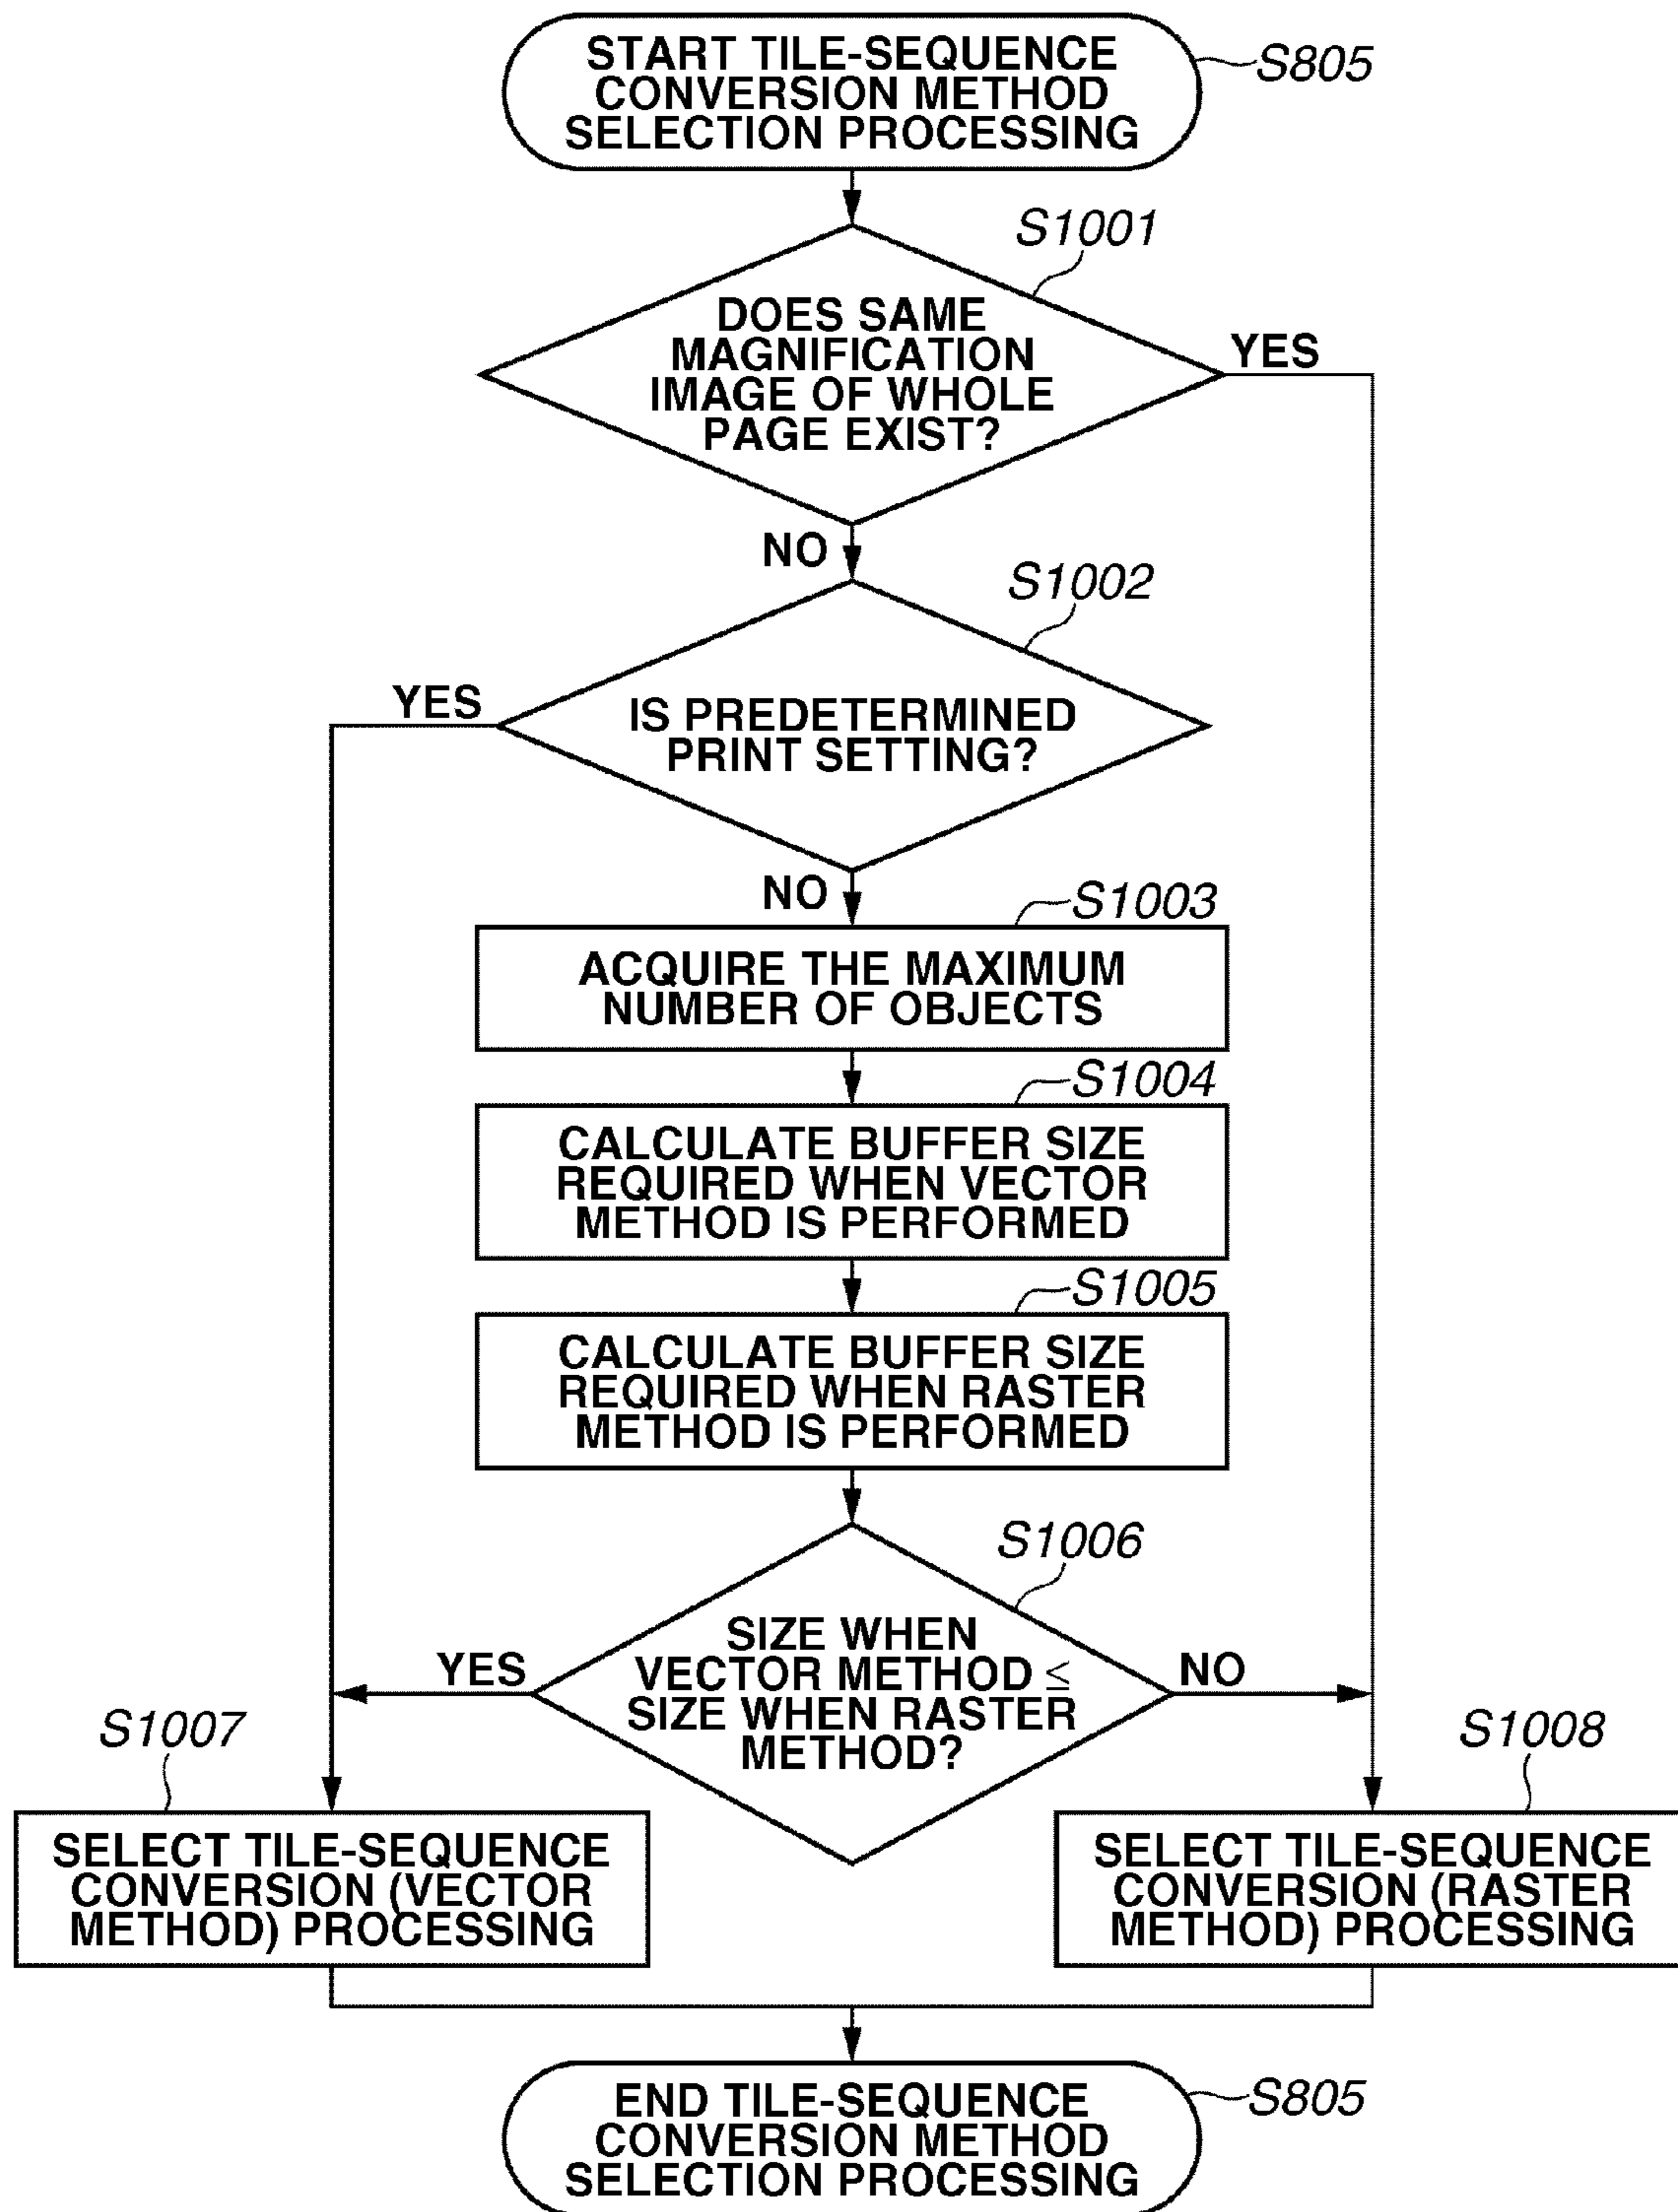 START TILE-SEQUENCE
CONVERSION METHOD
SELECTION PROCESSING
S805
S1001
DOES SAME
MAGNIFICATION
IMAGE OF WHOLE
PAGE EXIST?
YES
NO
S1002
YES
IS PREDETERMINED
PRINT SETTING?
NO
S1003
ACQUIRE THE MAXIMUM
NUMBER OF OBJECTS
S1004
CALCULATE BUFFER SIZE
REQUIRED WHEN VECTOR
METHOD IS PERFORMED
S1005
CALCULATE BUFFER SIZE
REQUIRED WHEN RASTER
METHOD IS PERFORMED
S1006
SIZE WHEN
VECTOR METHOD ≤
SIZE WHEN RASTER
METHOD?
YES
NO
S1007
SELECT TILE-SEQUENCE
CONVERSION (VECTOR
METHOD) PROCESSING
S1008
SELECT TILE-SEQUENCE
CONVERSION (RASTER
METHOD) PROCESSING
END TILE-SEQUENCE
CONVERSION METHOD
SELECTION PROCESSING
S805